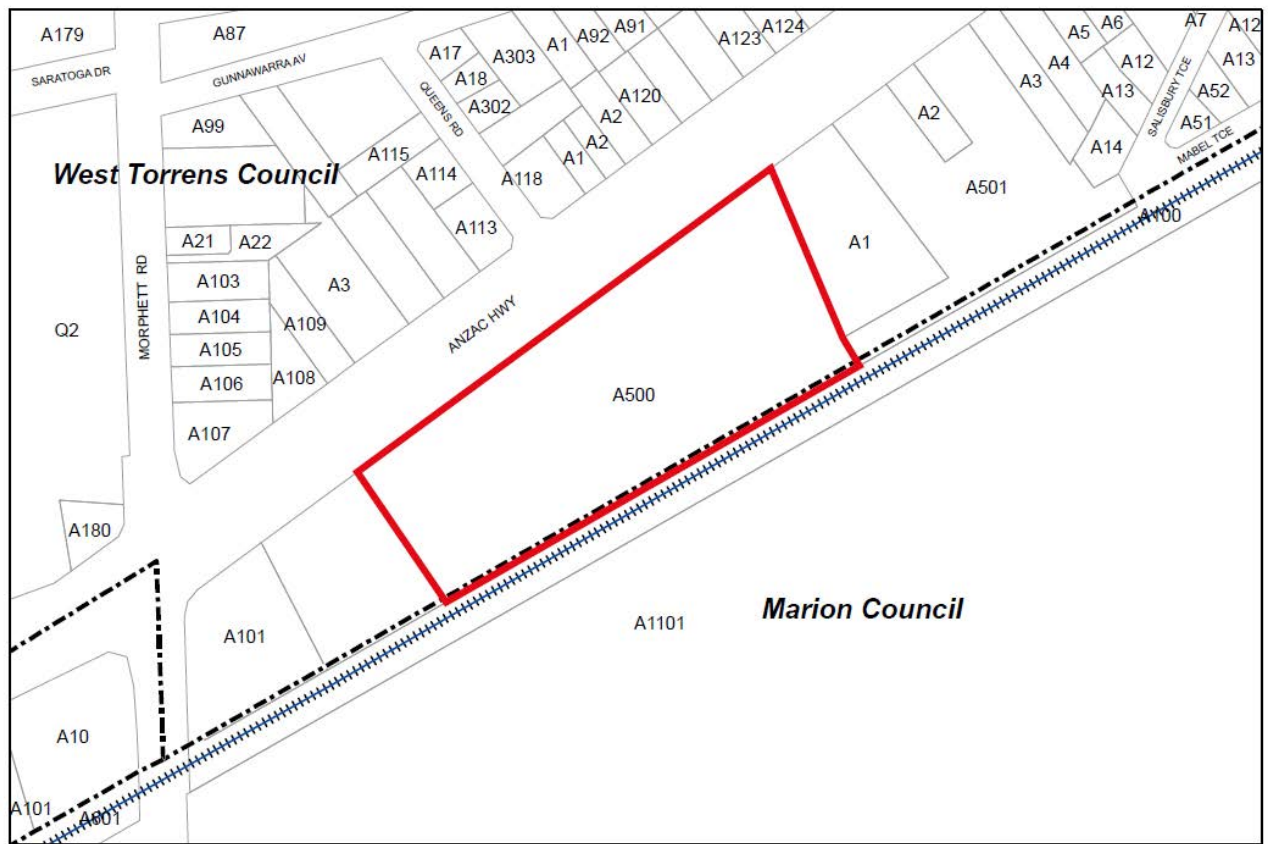 A179
A87
SARATOGA DR
GUNNAWARRA AV
A17
A303
A1
A92
A91
A123
A124
A5
A6
A7
A12
A18
A302
QUEENS RD
A120
A2
A3
A4
A12
A13
A13
A52
SALISBURY TCE
A51
MABEL TCE
A99
A115
A114
A118
A1
A2
A2
A14
West Torrens Council
A501
A113
A100
A21
A22
A1
A103
A3
MORPHETT RD
Q2
A104
A109
ANZAC HWY
A105
A106
A108
A500
A107
A180
A101
A1101
Marion Council
A10
A101
A601